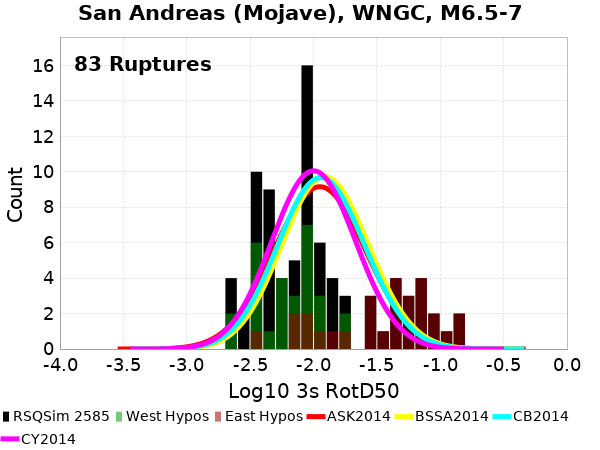 San Andreas (Mojave), WNGC, M6.5-7
83 Ruptures
Count
16
14
12
10
8
6
4
2
0
-4.0 -3.5 -3.0 -2.5 -2.0 -1.5 -1.0 -0.5 0.0
Log10 3s RotD50
RSQSim 2585 West Hypos East Hypos ASK2014 BSSA2014 CB2014
CY2014